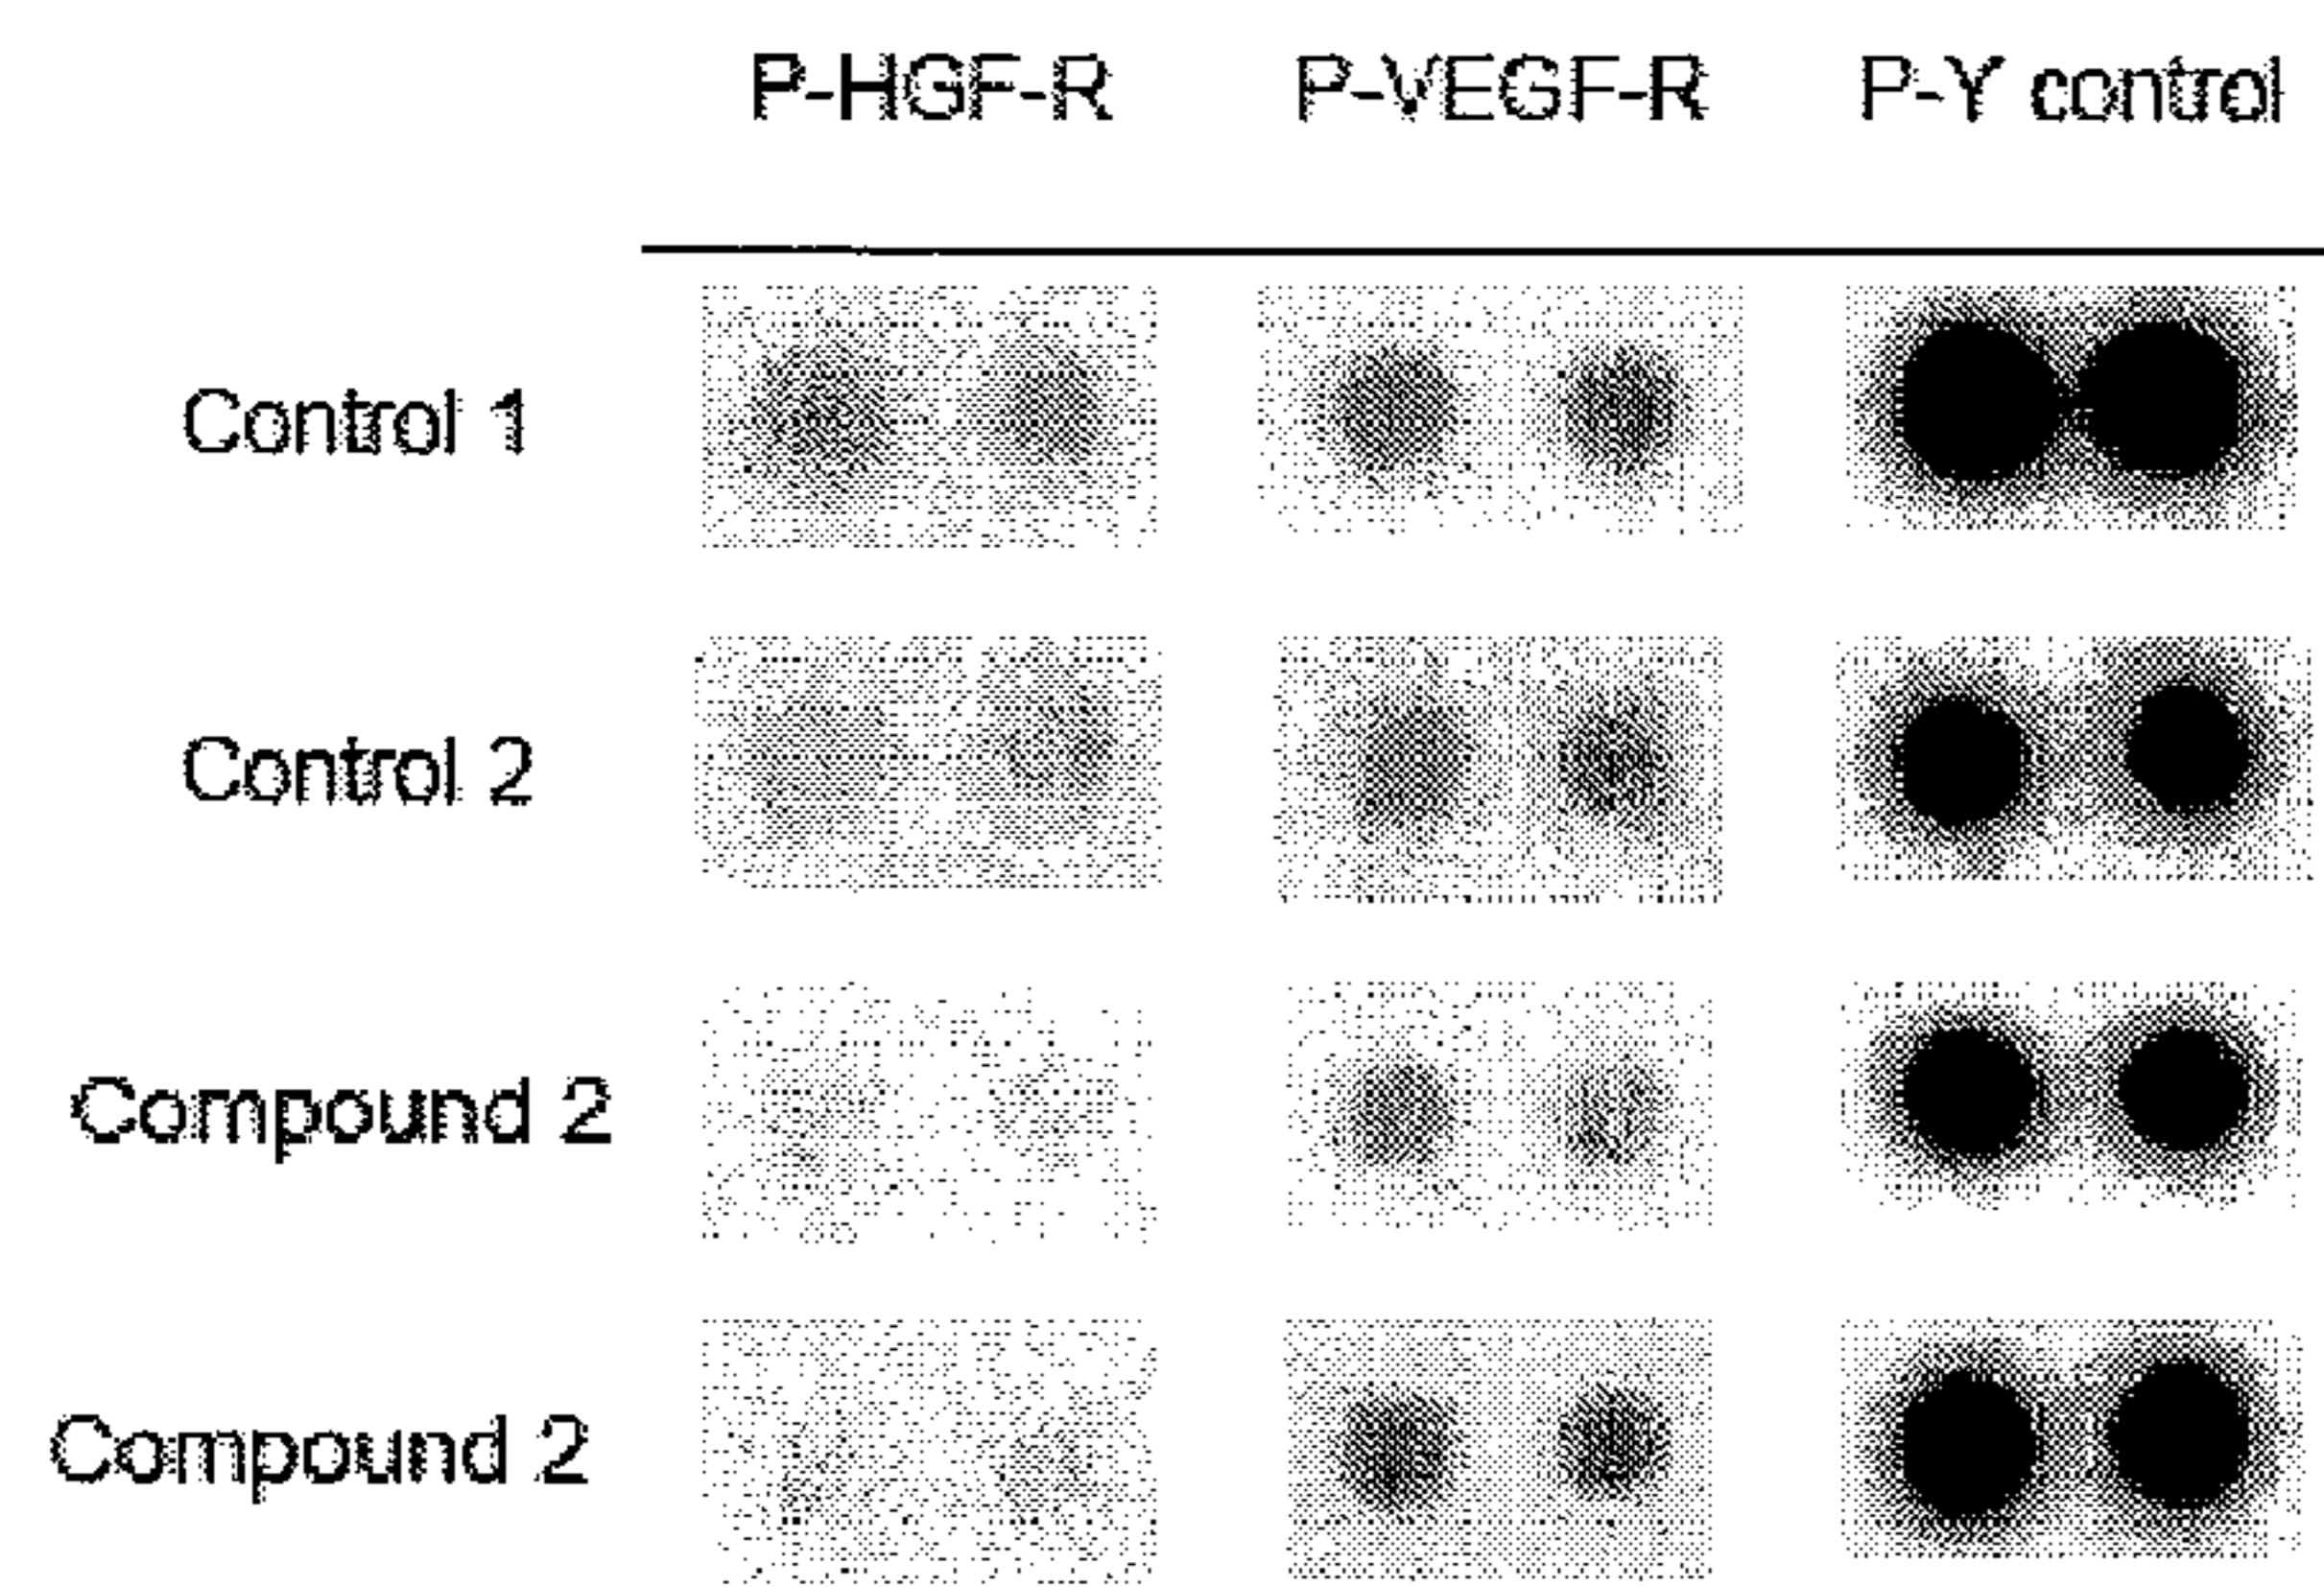 P-HGF-R P-VEGF-R P-Y control
Control 1
Control 2
Compound 2
Compound 2